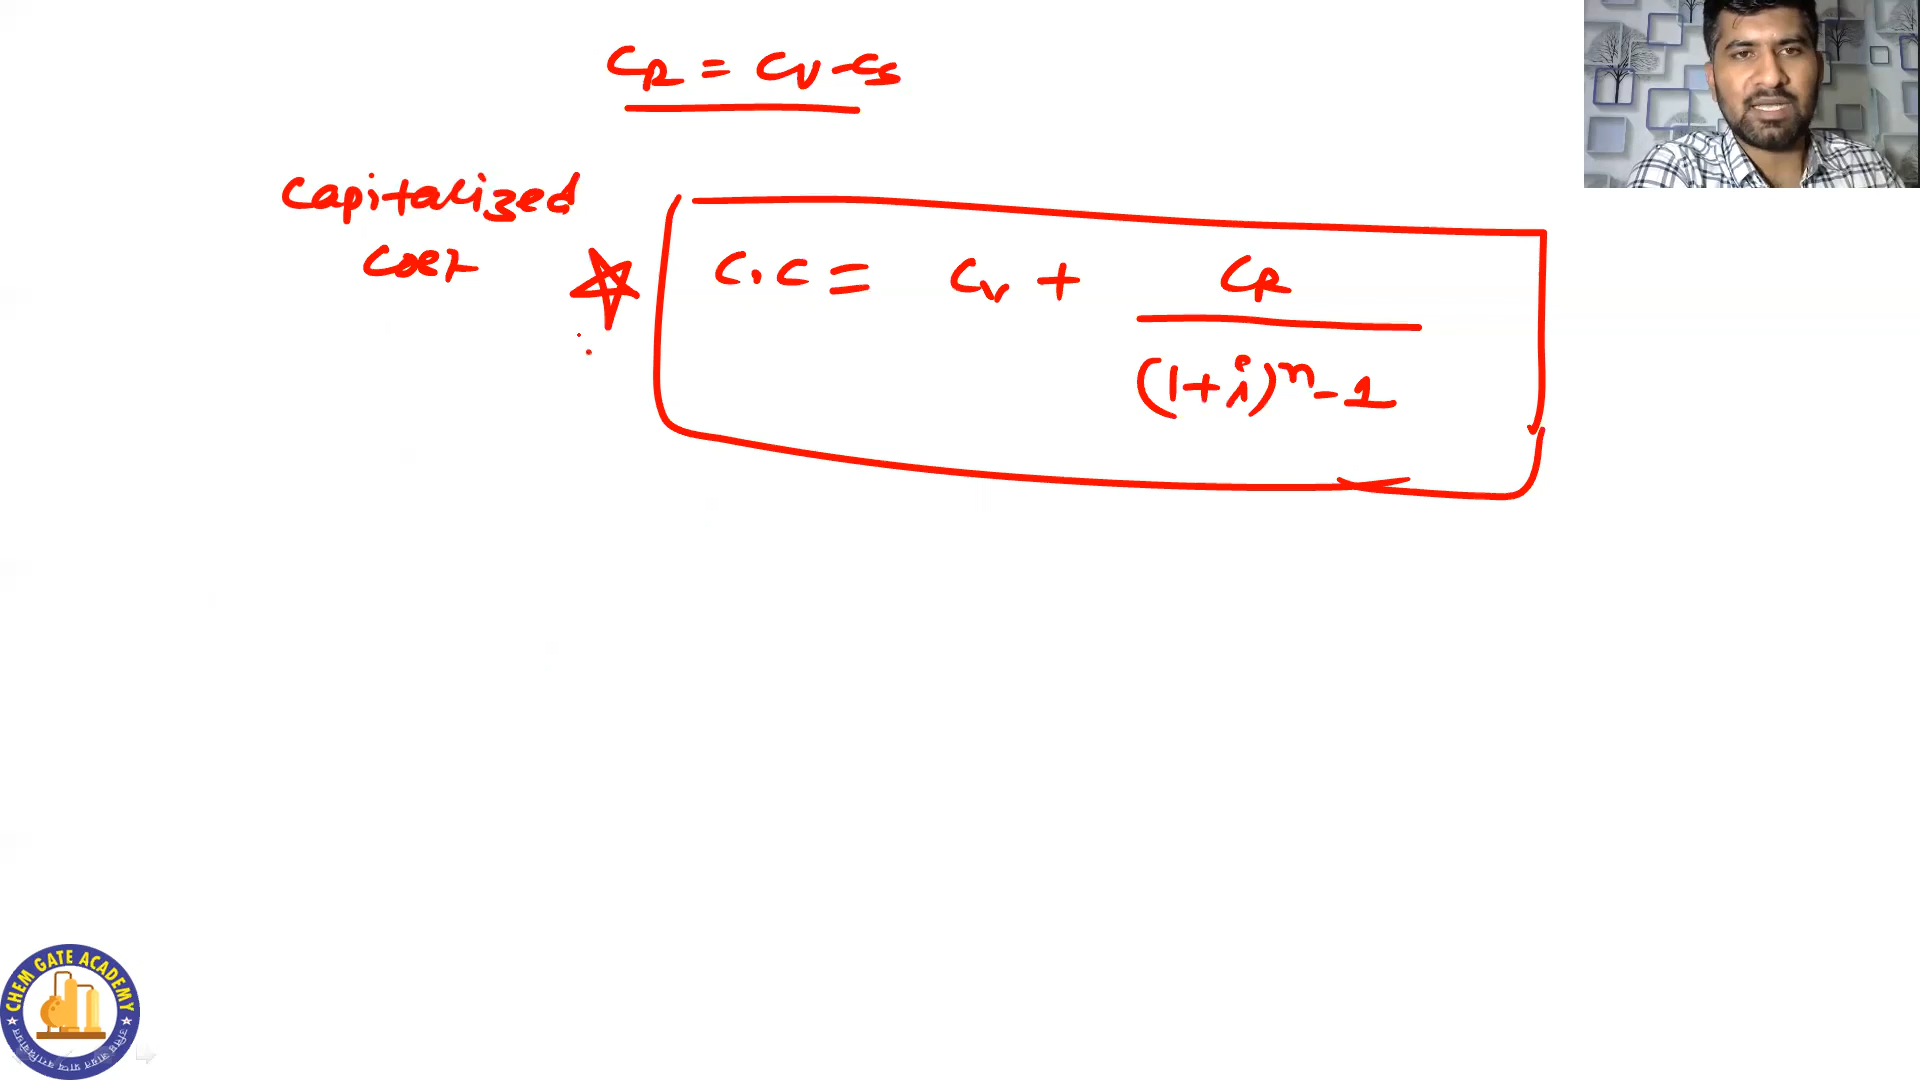 CR = CV - CS
Capitalized
Cost
C.C = CV + CR
(1+i)^n - 1
CHEM GATE ACADEMY